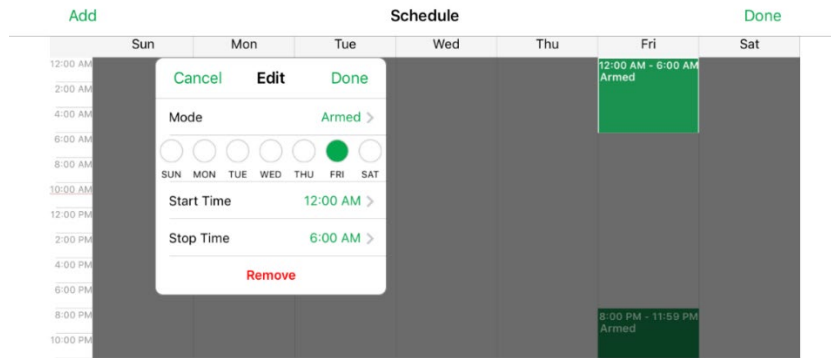 Add Schedule Done
Sun Mon Tue Wed Thu Fri Sat
12:00 AM
2:00 AM
4:00 AM
6:00 AM
8:00 AM
10:00 AM
12:00 PM
2:00 PM
4:00 PM
6:00 PM
8:00 PM
10:00 PM
Cancel Edit Done
Mode Armed >
SUN MON TUE WED THU FRI SAT
Start Time 12:00 AM >
Stop Time 6:00 AM >
Remove
12:00 AM - 6:00 AM
Armed
8:00 PM - 11:59 PM
Armed